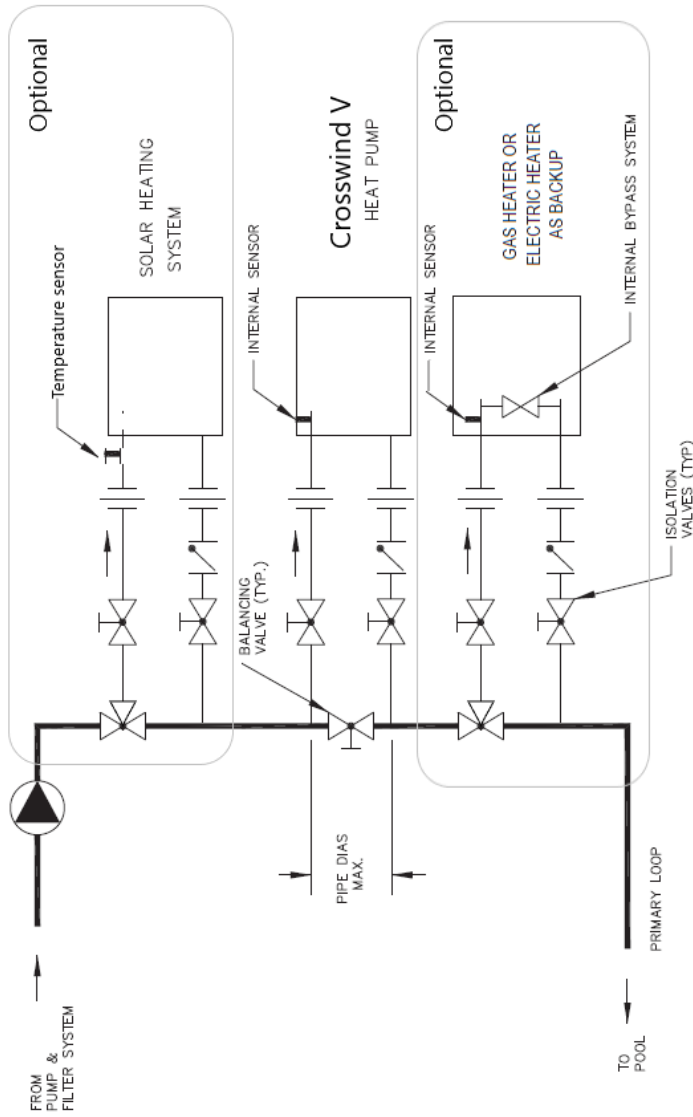 Optional
SOLAR HEATING
SYSTEM
Temperature sensor
Crosswind V
HEAT PUMP
INTERNAL SENSOR
Optional
GAS HEATER OR
ELECTRIC HEATER
AS BACKUP
INTERNAL SENSOR
INTERNAL BYPASS SYSTEM
BALANCING
VALVE (TYP.)
ISOLATION
VALVES (TYP)
PIPE DIAS
MAX.
PRIMARY LOOP
FROM
PUMP &
FILTER SYSTEM
TO
POOL